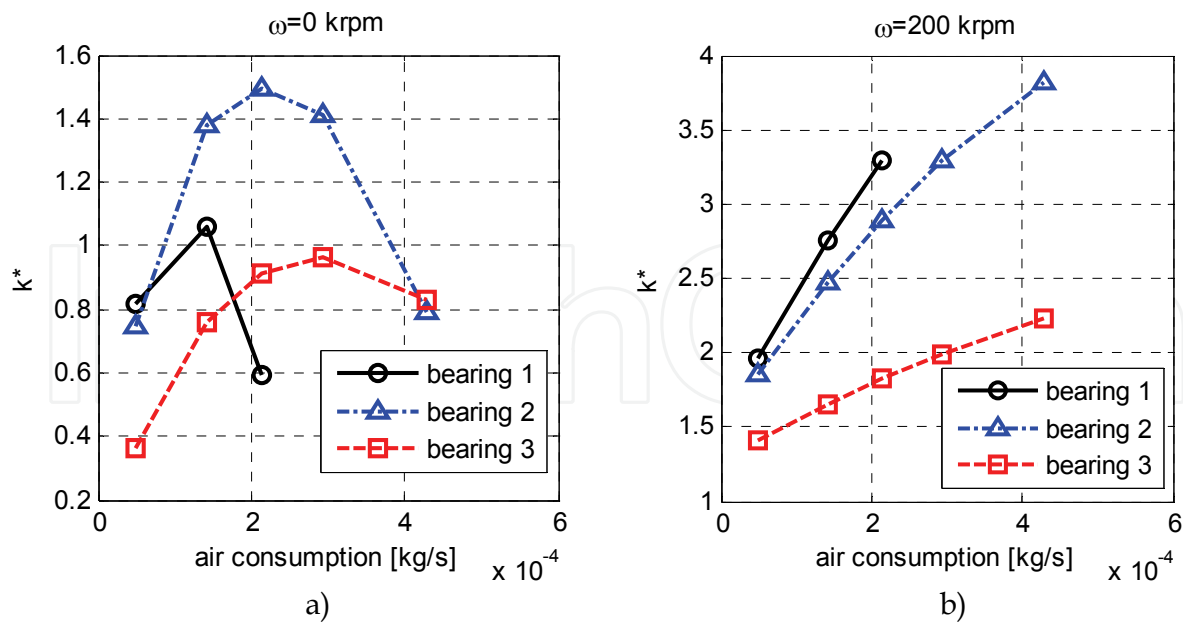 ω=0 krpm
1.6
1.4
1.2
1
0.8
0.6
0.4
0.2
k*
0 2 4 6
air consumption [kg/s]
x 10⁻⁴
bearing 1
bearing 2
bearing 3
a)
ω=200 krpm
4
3.5
3
2.5
2
1.5
1
k*
0 2 4 6
air consumption [kg/s]
x 10⁻⁴
bearing 1
bearing 2
bearing 3
b)